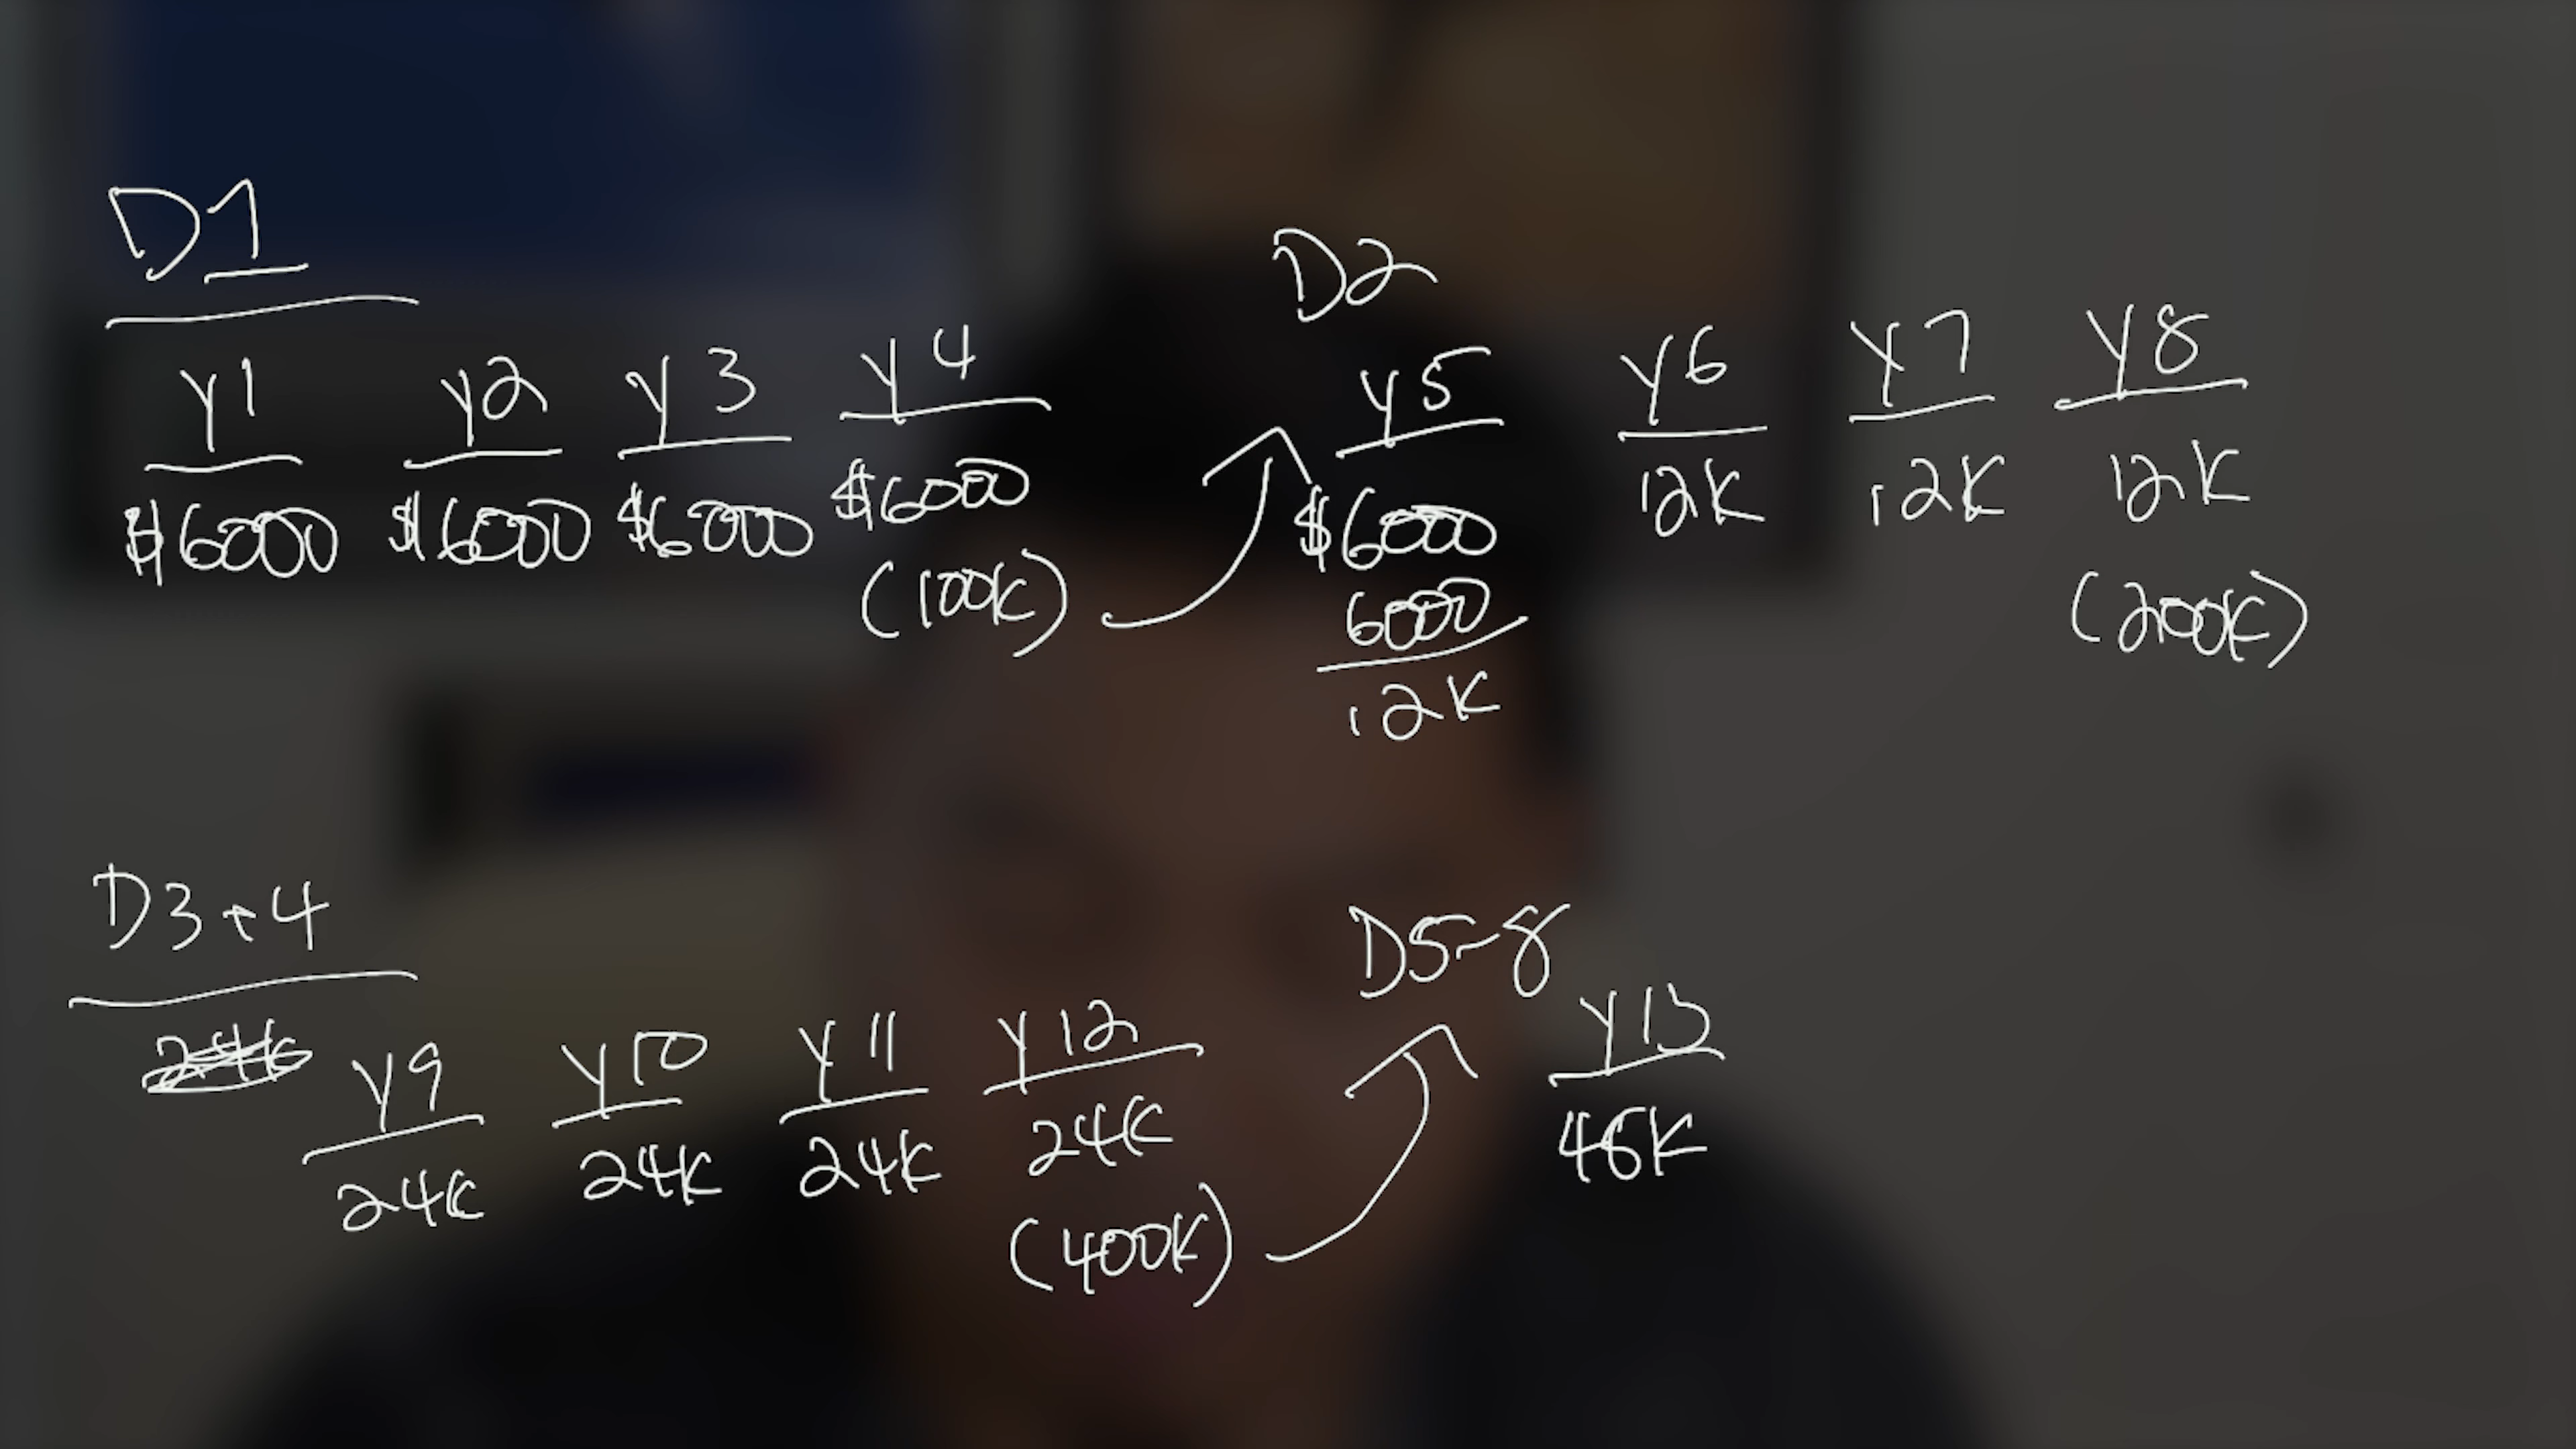 D1
D2
Y1 Y2 Y3 Y4 Y5 Y6 Y7 Y8
$6000 $6000 $6000 $6000 $6000 12K 12K 12K
(100K) 6000 (200K)
12K
D3+4
D5-8
Y9 Y10 Y11 Y12 Y13
24K 24K 24K 24K 48K
(400K)